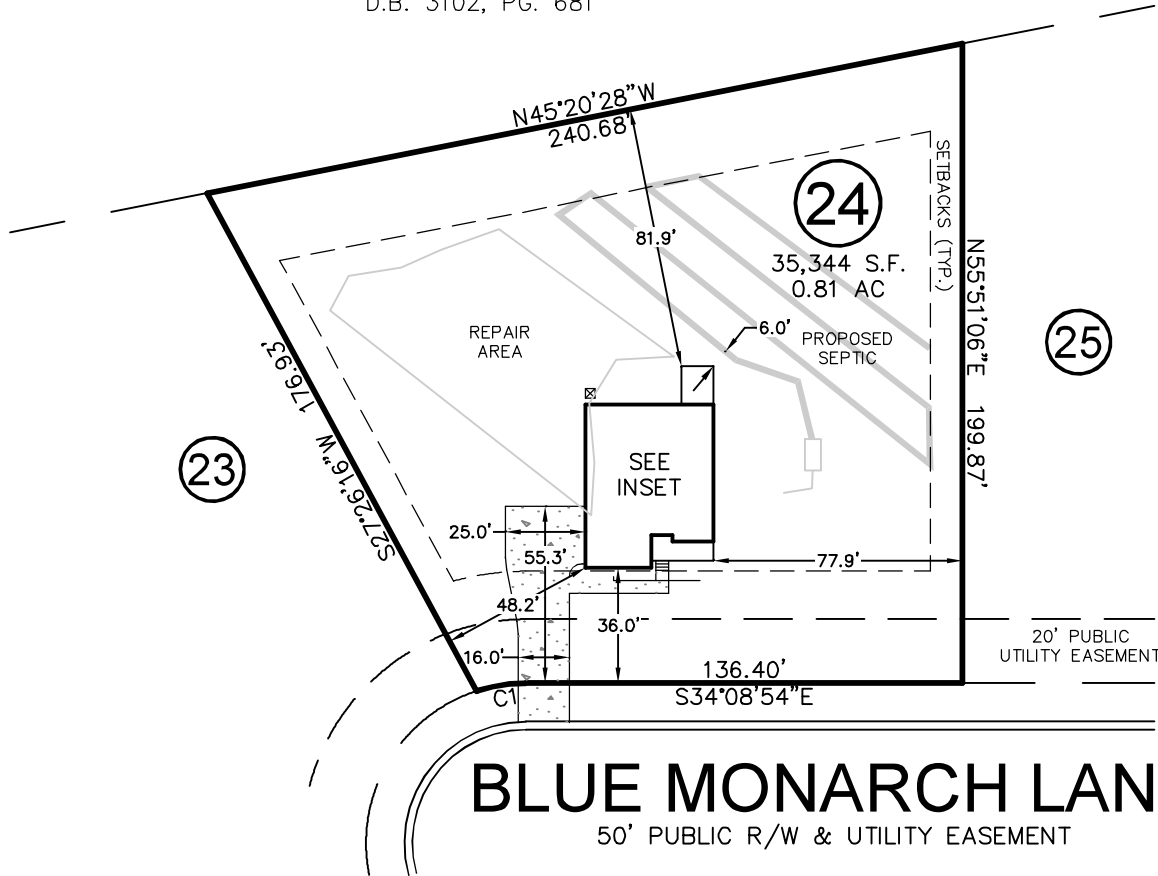 D.B. 3102, PG. 681
N45°20'28"W
240.68'
24
35,344 S.F.
0.81 AC
SETBACKS (TYP.)
N55°51'06"E 199.87'
81.9'
6.0'
PROPOSED
SEPTIC
REPAIR
AREA
25
176.93'
S27°26'16"W
23
SEE
INSET
25.0'
55.3'
77.9'
48.2'
36.0'
16.0'
20' PUBLIC
UTILITY EASEMENT
136.40'
S34°08'54"E
C1
BLUE MONARCH LAN
50' PUBLIC R/W & UTILITY EASEMENT